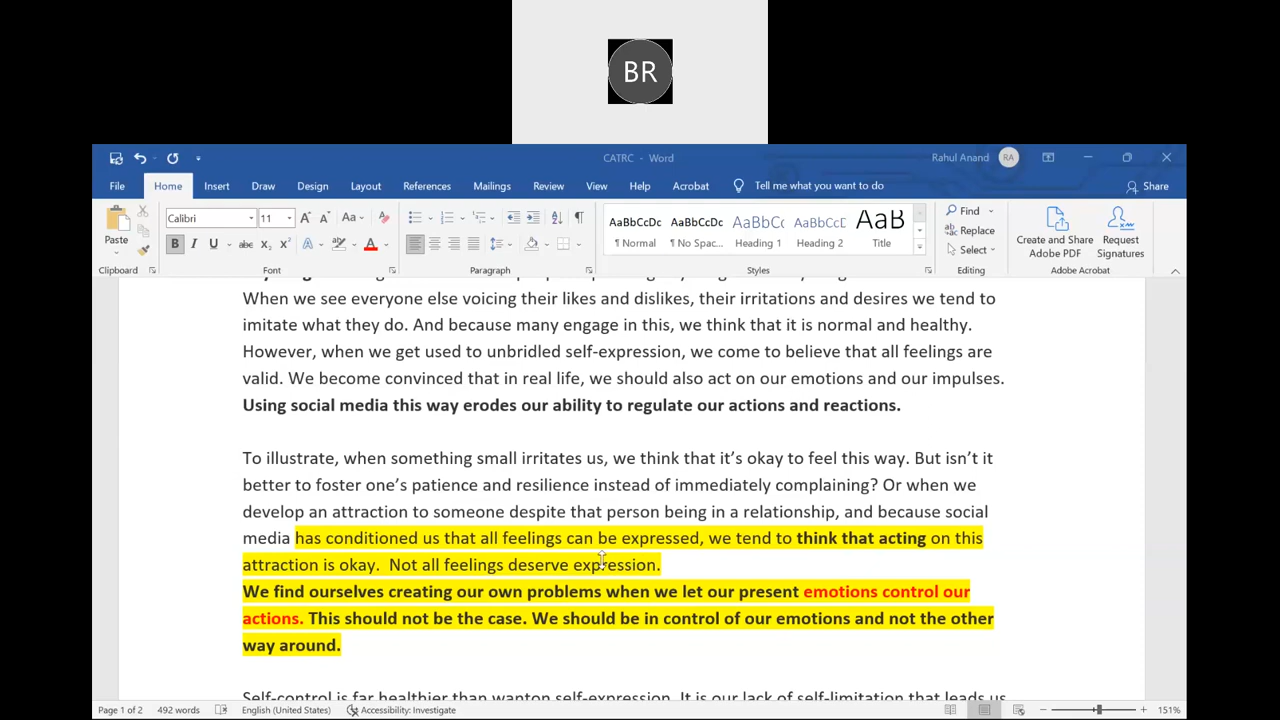 BR
CATRC - Word
Rahul Anand RA
File Home Insert Draw Design Layout References Mailings Review View Help Acrobat Tell me what you want to do Share
Paste
Calibri 11 Aa
AaBbCcDc AaBbCcDc AaBbCc AaBbCcD AaB
¶ Normal ¶ No Spac... Heading 1 Heading 2 Title
Find
Replace
Select
Create and Share
Adobe PDF
Request
Signatures
Clipboard Font Paragraph Styles Editing Adobe Acrobat
When we see everyone else voicing their likes and dislikes, their irritations and desires we tend to
imitate what they do. And because many engage in this, we think that it is normal and healthy.
However, when we get used to unbridled self-expression, we come to believe that all feelings are
valid. We become convinced that in real life, we should also act on our emotions and our impulses.
Using social media this way erodes our ability to regulate our actions and reactions.
To illustrate, when something small irritates us, we think that it’s okay to feel this way. But isn’t it
better to foster one’s patience and resilience instead of immediately complaining? Or when we
develop an attraction to someone despite that person being in a relationship, and because social
media has conditioned us that all feelings can be expressed, we tend to think that acting on this
attraction is okay.  Not all feelings deserve expression.
We find ourselves creating our own problems when we let our present emotions control our
actions. This should not be the case. We should be in control of our emotions and not the other
way around.
Self-control is far healthier than wanton self-expression. It is our lack of self-limitation that leads us
Page 1 of 2 492 words English (United States) Accessibility: Investigate 151%